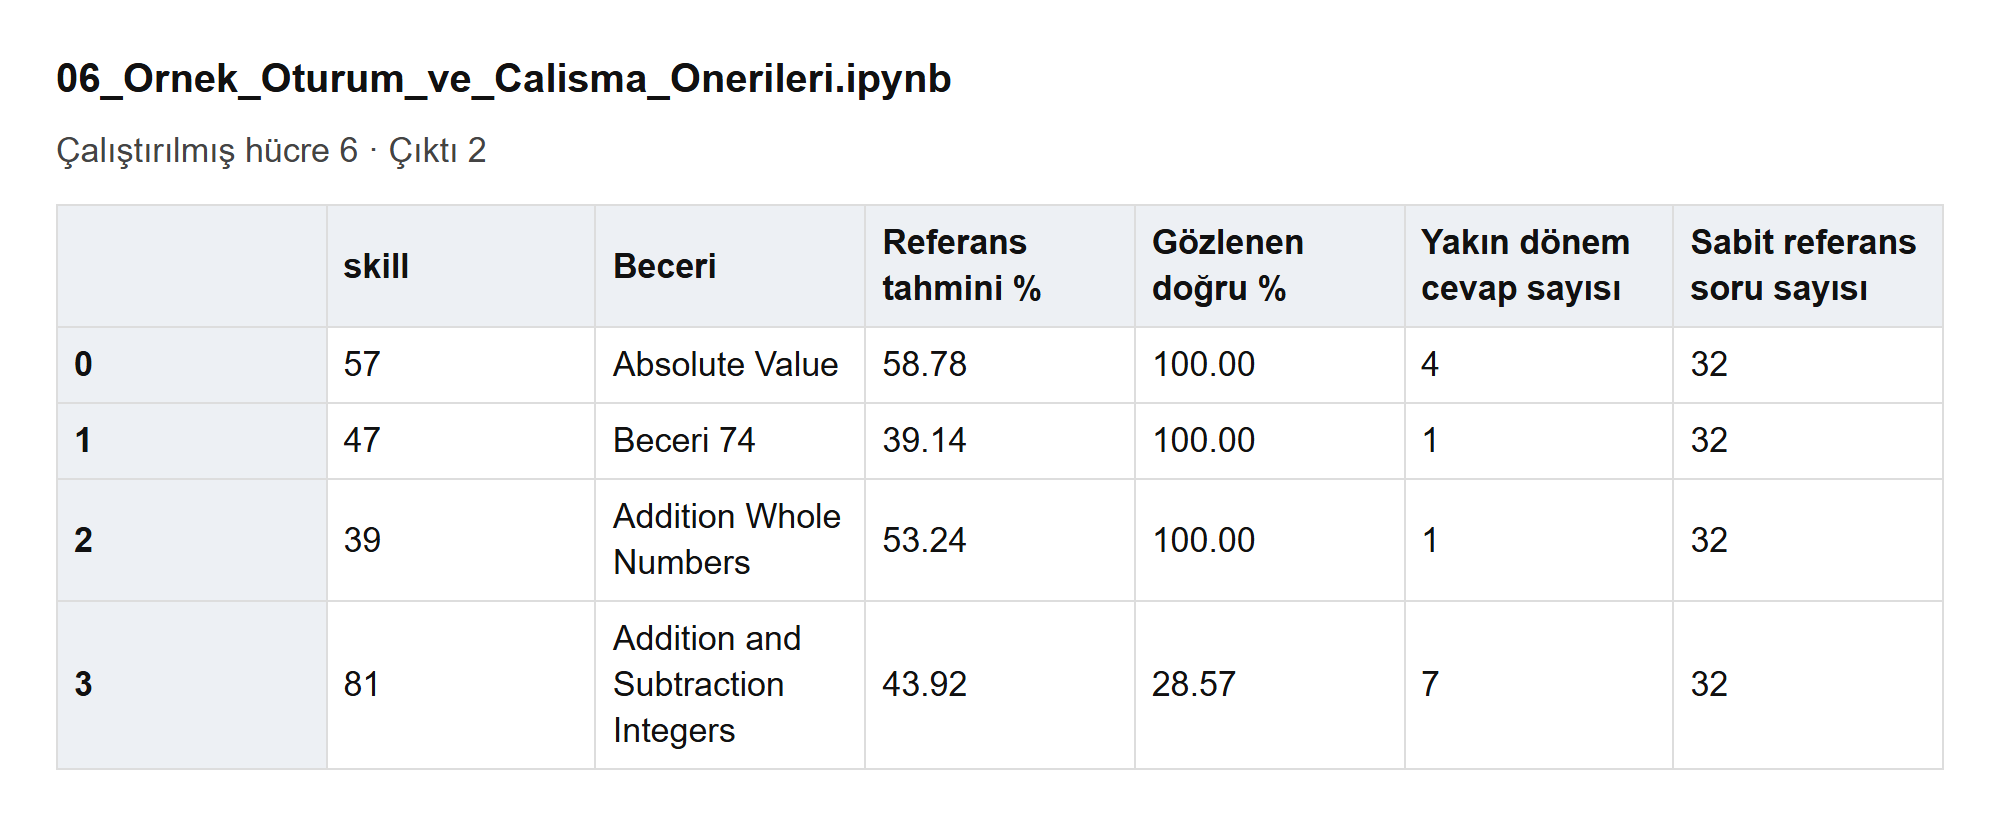 06_Ornek_Oturum_ve_Calisma_Onerileri.ipynb
Çalıştırılmış hücre 6 · Çıktı 2
skill Beceri Referans tahmini % Gözlenen doğru % Yakın dönem cevap sayısı Sabit referans soru sayısı
0 57 Absolute Value 58.78 100.00 4 32
1 47 Beceri 74 39.14 100.00 1 32
2 39 Addition Whole Numbers 53.24 100.00 1 32
3 81 Addition and Subtraction Integers 43.92 28.57 7 32